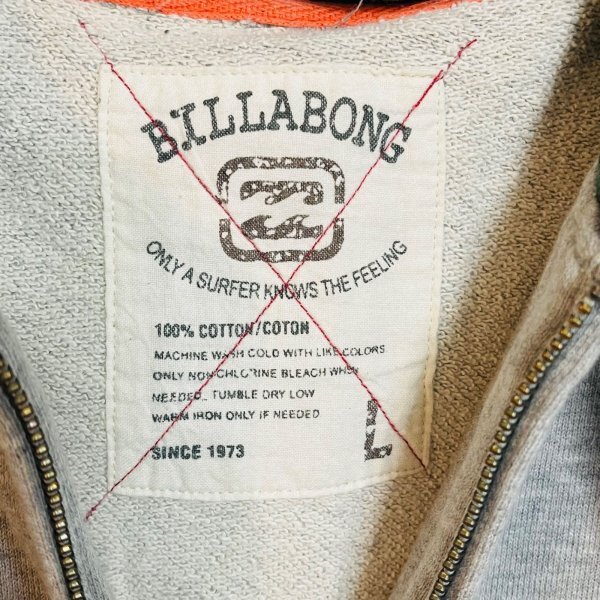 BILLABONG
ONLY A SURFER KNOWS THE FEELING
100% COTTON/COTON
MACHINE WASH COLD WITH LIKE COLORS
ONLY NON-CHLORINE BLEACH WHEN
NEEDED. TUMBLE DRY LOW
WARM IRON ONLY IF NEEDED
SINCE 1973
L